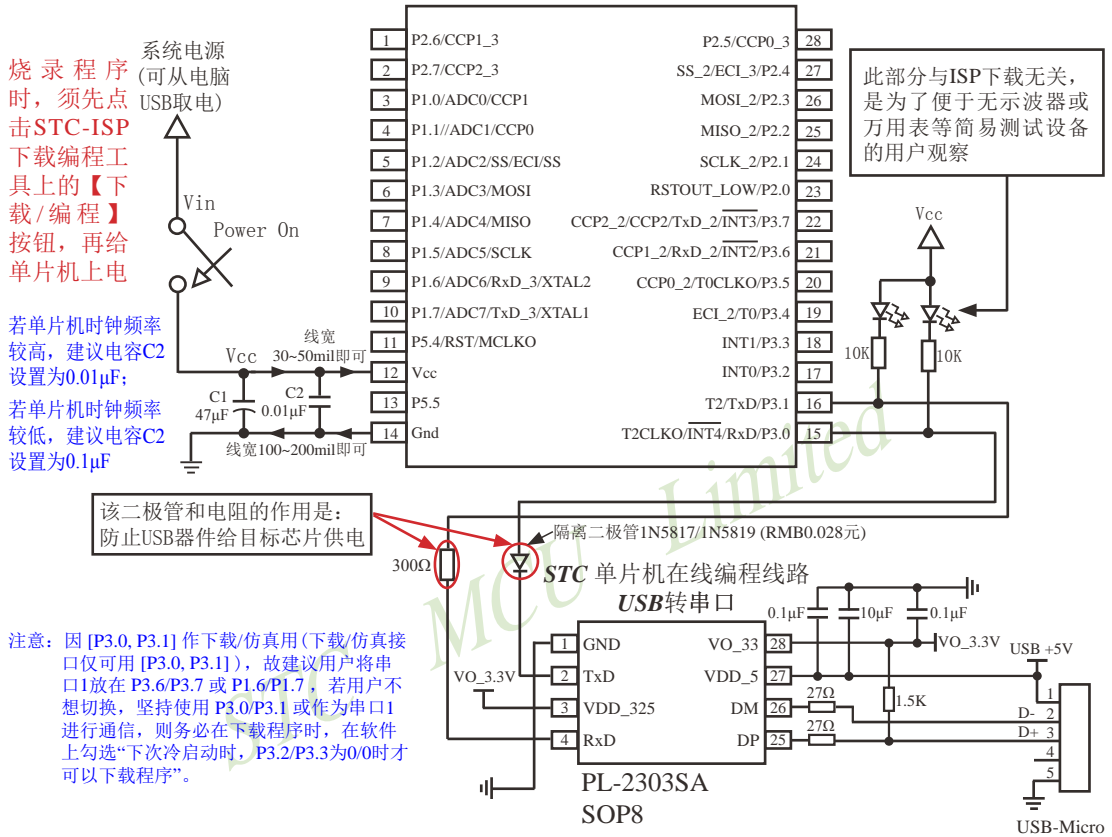 烧录程序
时，须先点
击STC-ISP
下载编程工
具上的【下
载/编程】
按钮，再给
单片机上电
系统电源
(可从电脑
USB取电)
Vin
Power On
若单片机时钟频率
较高，建议电容C2
设置为0.01μF；
若单片机时钟频率
较低，建议电容C2
设置为0.1μF
Vcc
线宽
30~50mil即可
C1
47μF
C2
0.01μF
线宽100~200mil即可
1 P2.6/CCP1_3
2 P2.7/CCP2_3
3 P1.0/ADC0/CCP1
4 P1.1//ADC1/CCP0
5 P1.2/ADC2/SS/ECI/SS
6 P1.3/ADC3/MOSI
7 P1.4/ADC4/MISO
8 P1.5/ADC5/SCLK
9 P1.6/ADC6/RxD_3/XTAL2
10 P1.7/ADC7/TxD_3/XTAL1
11 P5.4/RST/MCLKO
12 Vcc
13 P5.5
14 Gnd
P2.5/CCP0_3 28
SS_2/ECI_3/P2.4 27
MOSI_2/P2.3 26
MISO_2/P2.2 25
SCLK_2/P2.1 24
RSTOUT_LOW/P2.0 23
CCP2_2/CCP2/TxD_2/INT3/P3.7 22
CCP1_2/RxD_2/INT2/P3.6 21
CCP0_2/T0CLKO/P3.5 20
ECI_2/T0/P3.4 19
INT1/P3.3 18
INT0/P3.2 17
T2/TxD/P3.1 16
T2CLKO/INT4/RxD/P3.0 15
此部分与ISP下载无关，
是为了便于无示波器或
万用表等简易测试设备
的用户观察
Vcc
10K
10K
该二极管和电阻的作用是：
防止USB器件给目标芯片供电
300Ω
隔离二极管1N5817/1N5819 (RMB0.028元)
STC 单片机在线编程线路
USB转串口
注意：因 [P3.0, P3.1] 作下载/仿真用(下载/仿真接
口仅可用 [P3.0, P3.1] )，故建议用户将串
口1放在 P3.6/P3.7 或 P1.6/P1.7 ，若用户不
想切换，坚持使用 P3.0/P3.1 或作为串口1
进行通信，则务必在下载程序时，在软件
上勾选“下次冷启动时，P3.2/P3.3为0/0时才
可以下载程序”。
VO_3.3V
1 GND
2 TxD
3 VDD_325
4 RxD
VO_33 28
VDD_5 27
DM 26
DP 25
PL-2303SA
SOP8
0.1μF
10μF
0.1μF
VO_3.3V
USB +5V
27Ω
27Ω
1.5K
D-
D+
1
2
3
4
5
USB-Micro
STC MCU Limited